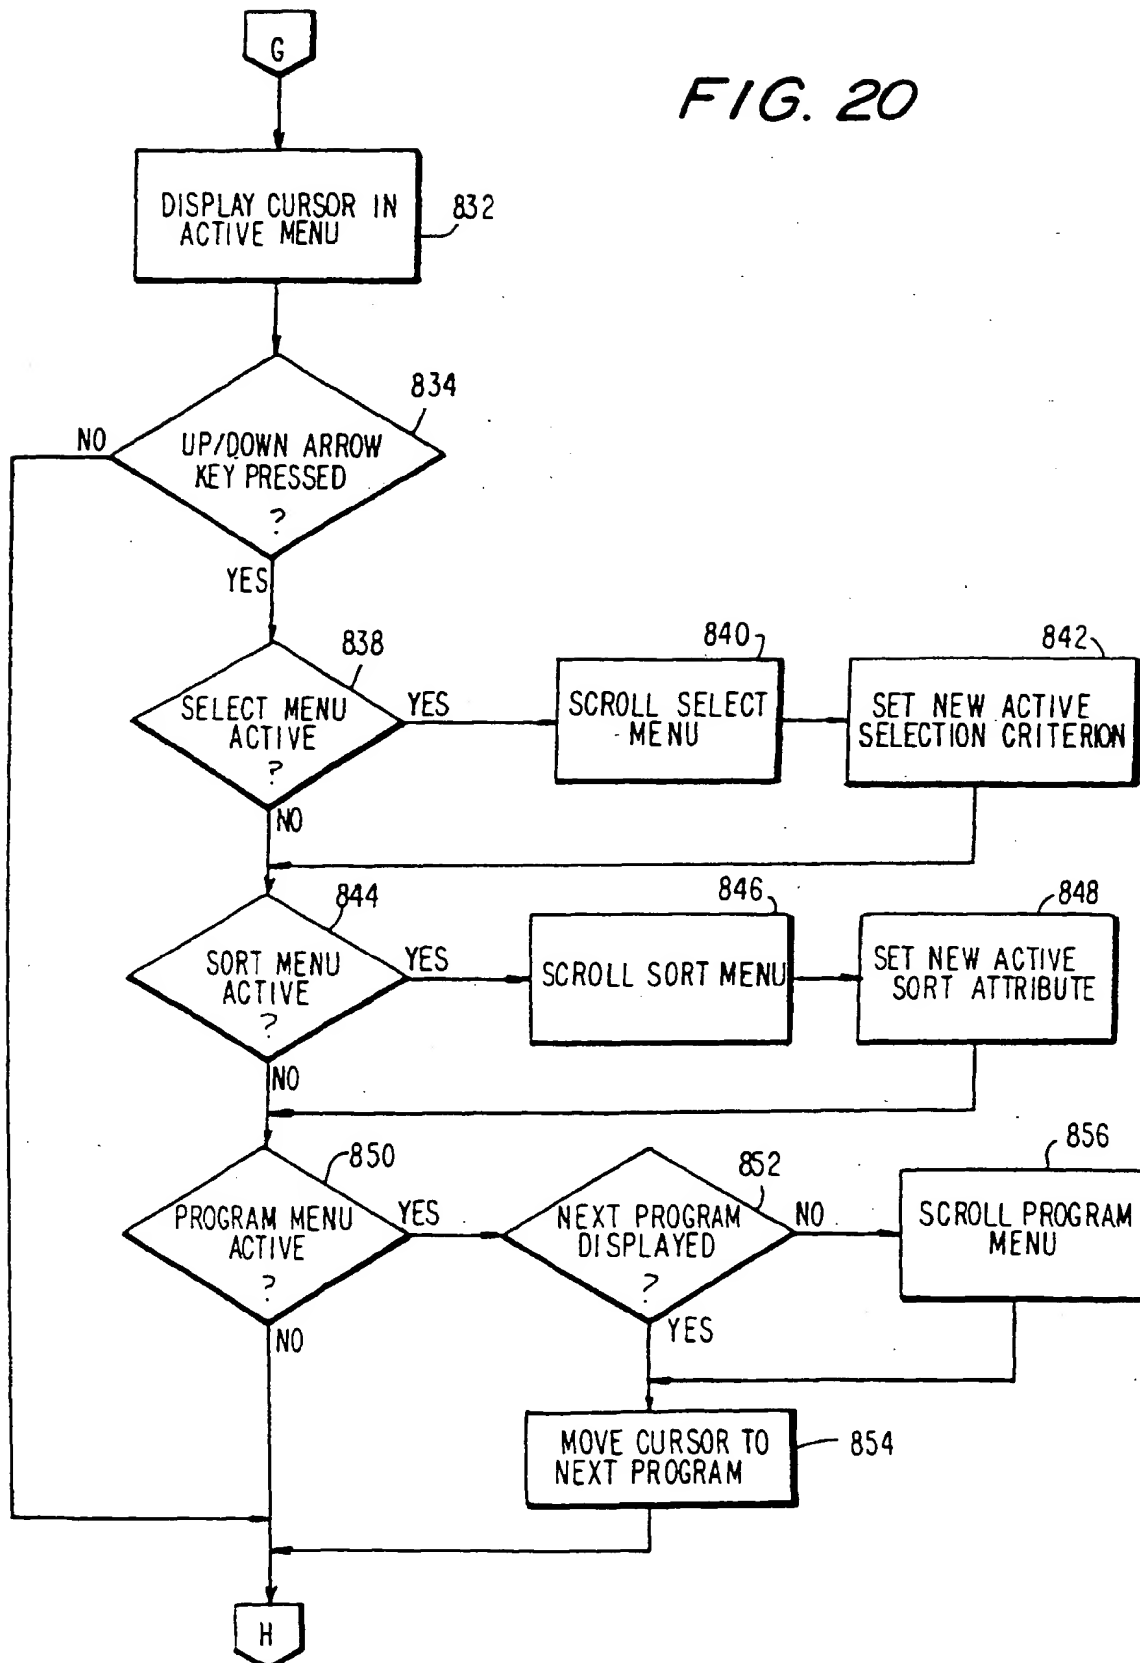 G
FIG. 20
DISPLAY CURSOR IN
ACTIVE MENU
832
834
NO
UP/DOWN ARROW
KEY PRESSED
?
YES
838
SELECT MENU
ACTIVE
?
YES
840
SCROLL SELECT
MENU
842
SET NEW ACTIVE
SELECTION CRITERION
NO
844
SORT MENU
ACTIVE
?
YES
846
SCROLL SORT MENU
848
SET NEW ACTIVE
SORT ATTRIBUTE
NO
850
PROGRAM MENU
ACTIVE
?
YES
852
NEXT PROGRAM
DISPLAYED
?
NO
856
SCROLL PROGRAM
MENU
NO
YES
MOVE CURSOR TO
NEXT PROGRAM
854
H